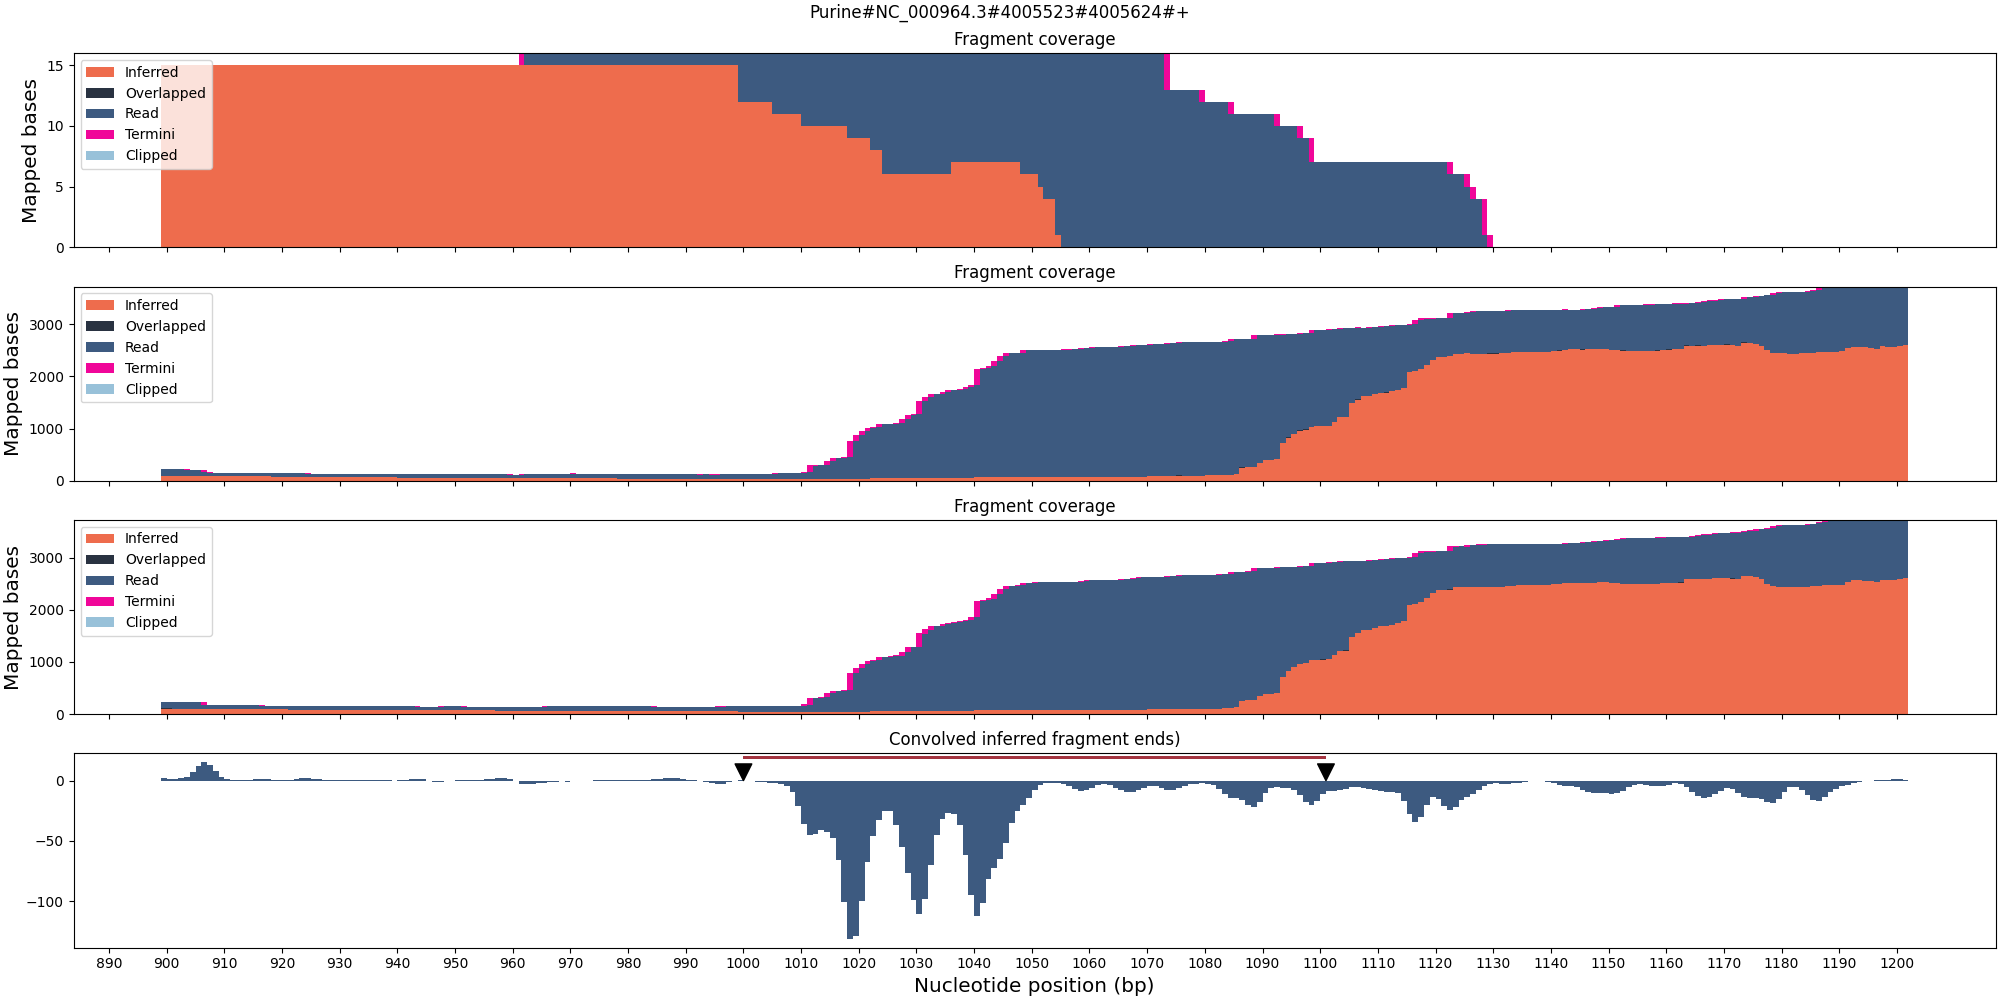 Purine#NC_000964.3#4005523#4005624#+
Fragment coverage
Mapped bases
15
10
5
0
Inferred
Overlapped
Read
Termini
Clipped
Fragment coverage
Mapped bases
3000
2000
1000
0
Inferred
Overlapped
Read
Termini
Clipped
Fragment coverage
Mapped bases
3000
2000
1000
0
Inferred
Overlapped
Read
Termini
Clipped
Convolved inferred fragment ends)
0
−50
−100
890 900 910 920 930 940 950 960 970 980 990 1000 1010 1020 1030 1040 1050 1060 1070 1080 1090 1100 1110 1120 1130 1140 1150 1160 1170 1180 1190 1200
Nucleotide position (bp)